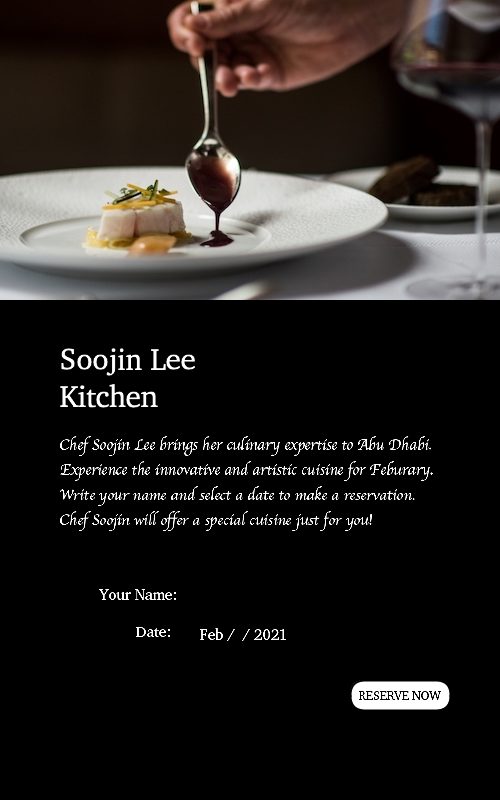 Soojin Lee
Kitchen
Chef Soojin Lee brings her culinary expertise to Abu Dhabi.
Experience the innovative and artistic cuisine for Feburary.
Write your name and select a date to make a reservation.
Chef Soojin will offer a special cuisine just for you!
Your Name:
Date: Feb / / 2021
RESERVE NOW